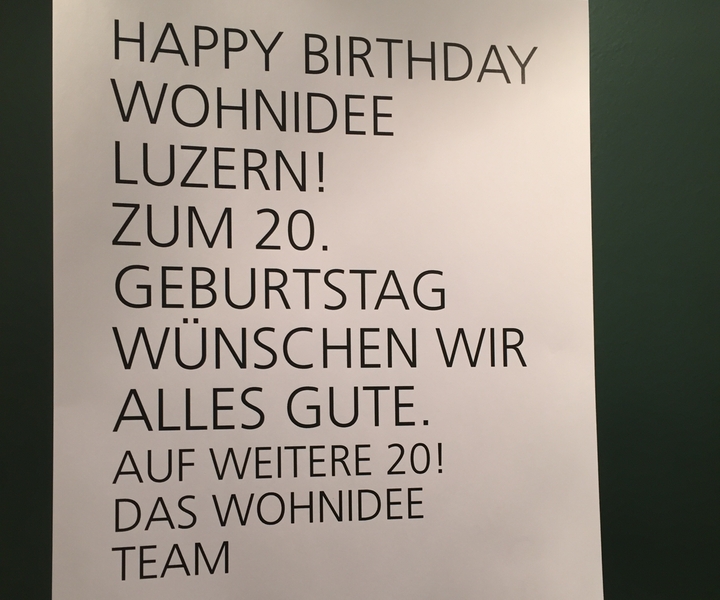 HAPPY BIRTHDAY
WOHNIDEE
LUZERN!
ZUM 20.
GEBURTSTAG
WÜNSCHEN WIR
ALLES GUTE.
AUF WEITERE 20!
DAS WOHNIDEE
TEAM